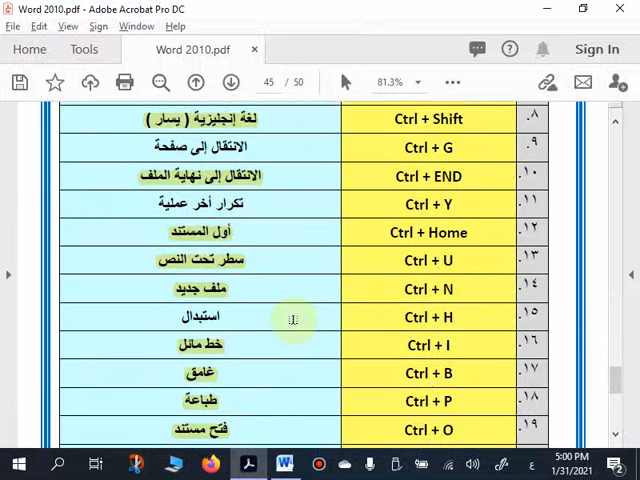 Word 2010.pdf - Adobe Acrobat Pro DC
File Edit View Sign Window Help
Home Tools Word 2010.pdf × Sign In
45 / 50 81.3%
٨. Ctrl + Shift لغة إنجليزية ( يسار )
٩. Ctrl + G الانتقال إلى صفحة
١٠. Ctrl + END الانتقال إلى نهاية الملف
١١. Ctrl + Y تكرار أخر عملية
١٢. Ctrl + Home أول المستند
١٣. Ctrl + U سطر تحت النص
١٤. Ctrl + N ملف جديد
١٥. Ctrl + H استبدال
١٦. Ctrl + I خط مائل
١٧. Ctrl + B غامق
١٨. Ctrl + P طباعة
١٩. Ctrl + O فتح مستند
ع 5:00 PM
1/31/2021 2